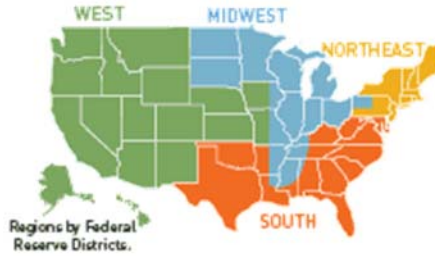 WEST
MIDWEST
NORTHEAST
SOUTH
Regions by Federal
Reserve Districts.